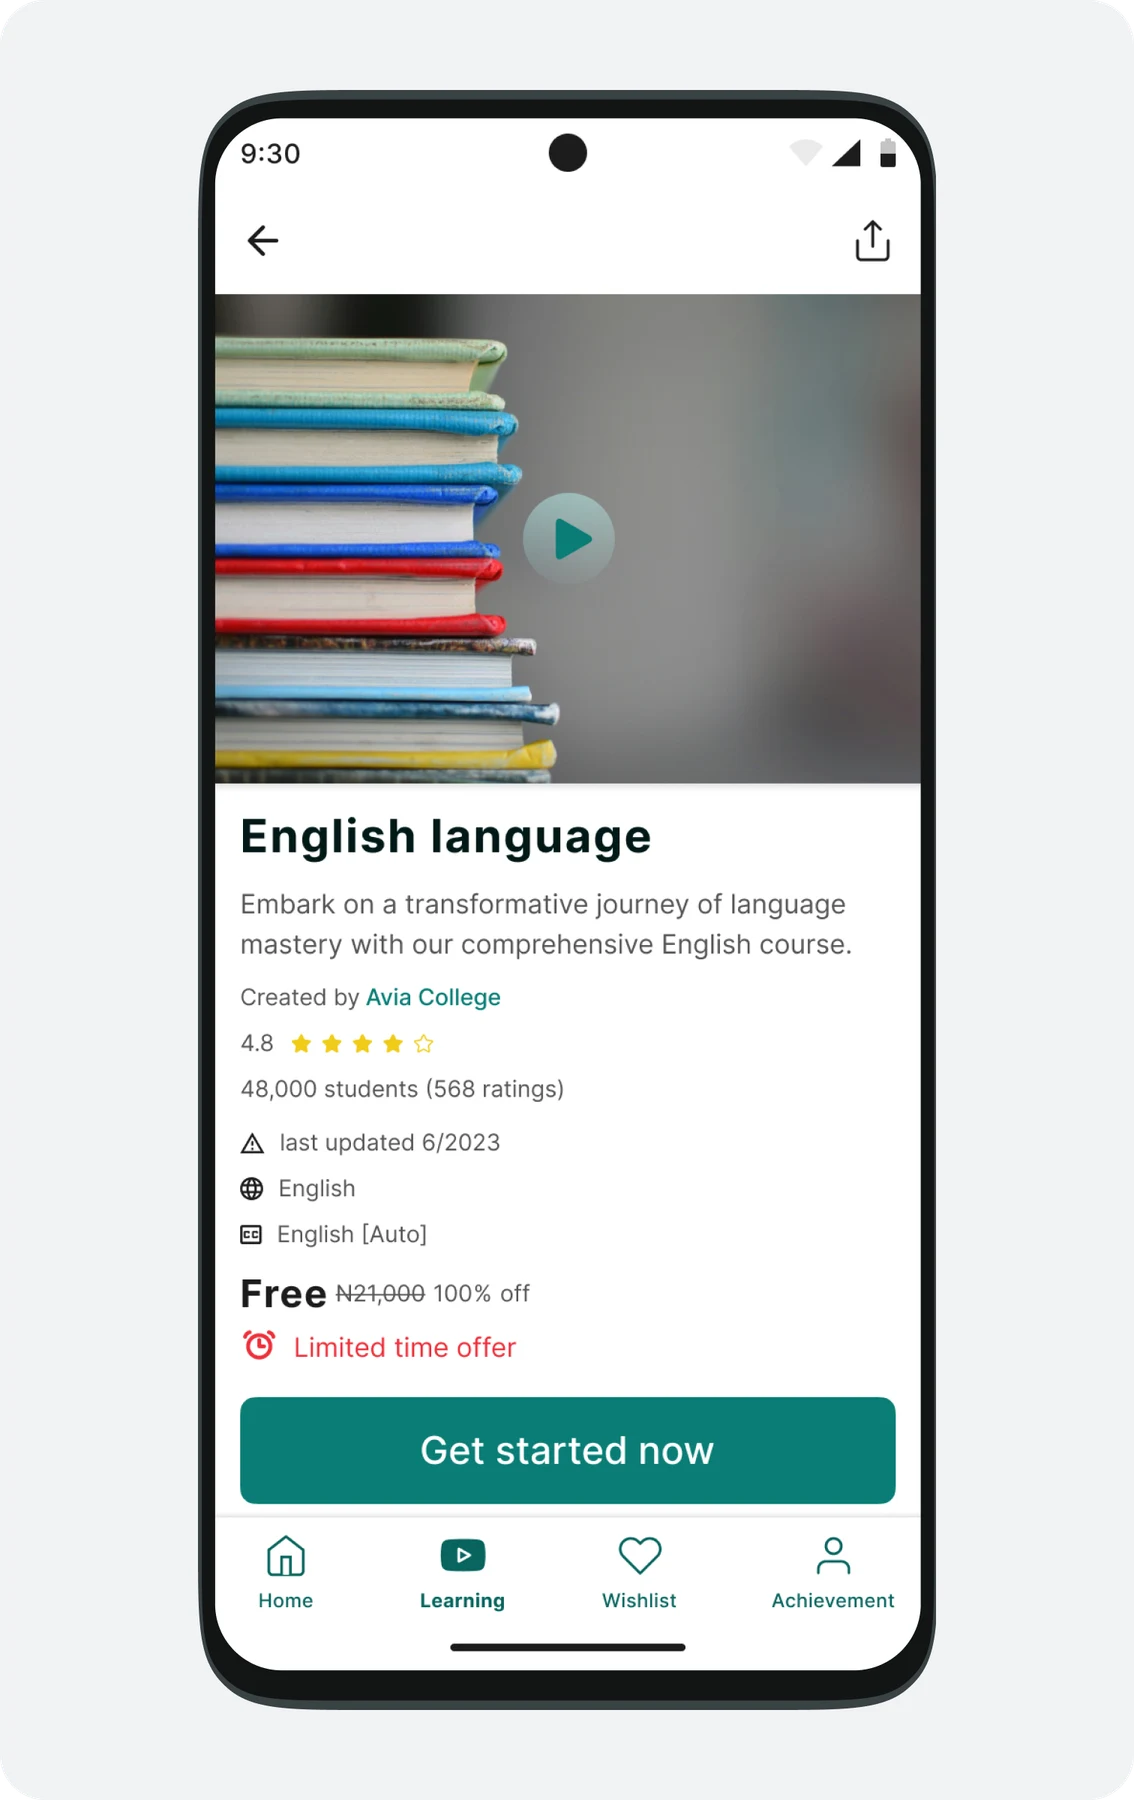 9:30
English language
Embark on a transformative journey of language
mastery with our comprehensive English course.
Created by Avia College
4.8
48,000 students (568 ratings)
last updated 6/2023
English
CC English [Auto]
Free N21,000 100% off
Limited time offer
Get started now
Home Learning Wishlist Achievement